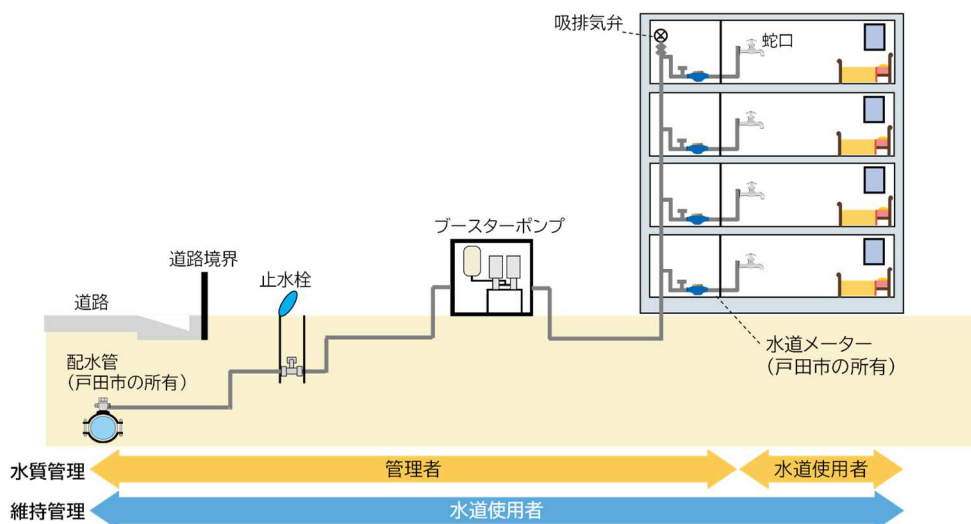 吸排気弁
蛇口
ブースターポンプ
道路境界
止水栓
道路
配水管
(戸田市の所有)
水道メーター
(戸田市の所有)
水質管理
管理者
水道使用者
維持管理
水道使用者